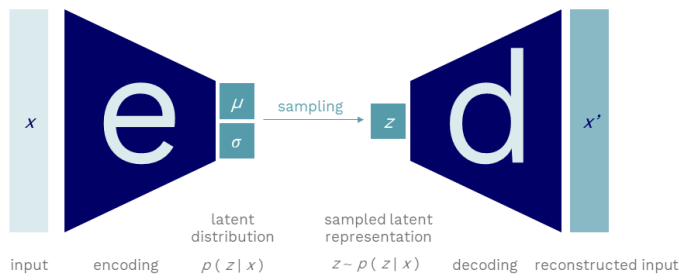 x
e
μ
σ
sampling
z
d
x’
latent
distribution
p ( z | x )
sampled latent
representation
z ~ p ( z | x )
input
encoding
decoding
reconstructed input